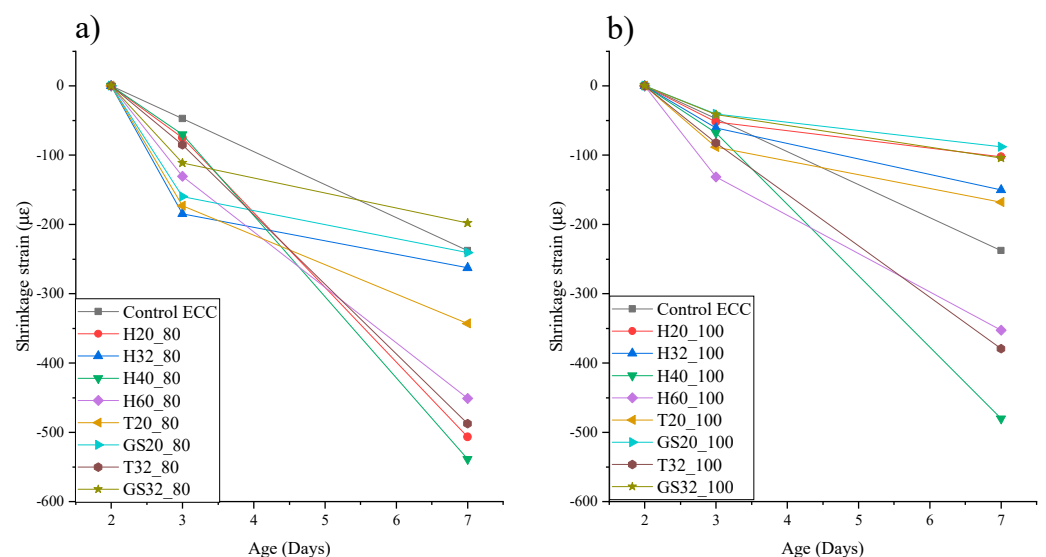 a)
Shrinkage strain (με)
0
-100
-200
-300
-400
-500
-600
Control ECC
H20_80
H32_80
H40_80
H60_80
T20_80
GS20_80
T32_80
GS32_80
2 3 4 5 6 7
Age (Days)
b)
Shrinkage strain (με)
0
-100
-200
-300
-400
-500
-600
Control ECC
H20_100
H32_100
H40_100
H60_100
T20_100
GS20_100
T32_100
GS32_100
2 3 4 5 6 7
Age (Days)